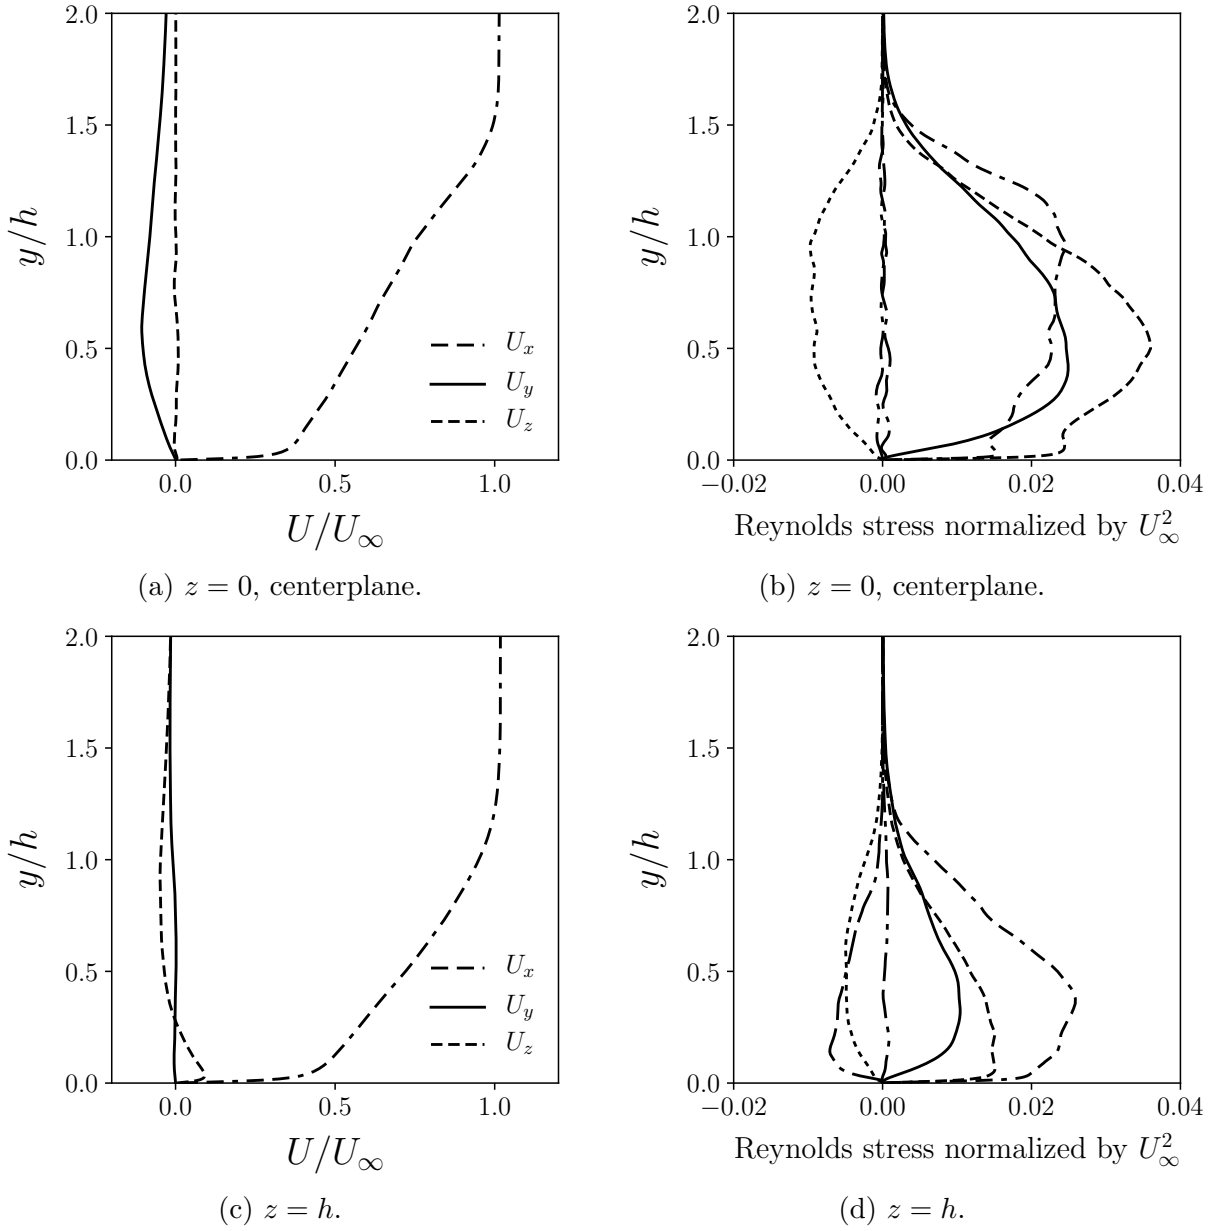 2.0
1.5
1.0
0.5
0.0
y/h
0.0 0.5 1.0
U/U∞
U_x
U_y
U_z
(a) z = 0, centerplane.
2.0
1.5
1.0
0.5
0.0
y/h
−0.02 0.00 0.02 0.04
Reynolds stress normalized by U²∞
(b) z = 0, centerplane.
2.0
1.5
1.0
0.5
0.0
y/h
0.0 0.5 1.0
U/U∞
U_x
U_y
U_z
(c) z = h.
2.0
1.5
1.0
0.5
0.0
y/h
−0.02 0.00 0.02 0.04
Reynolds stress normalized by U²∞
(d) z = h.